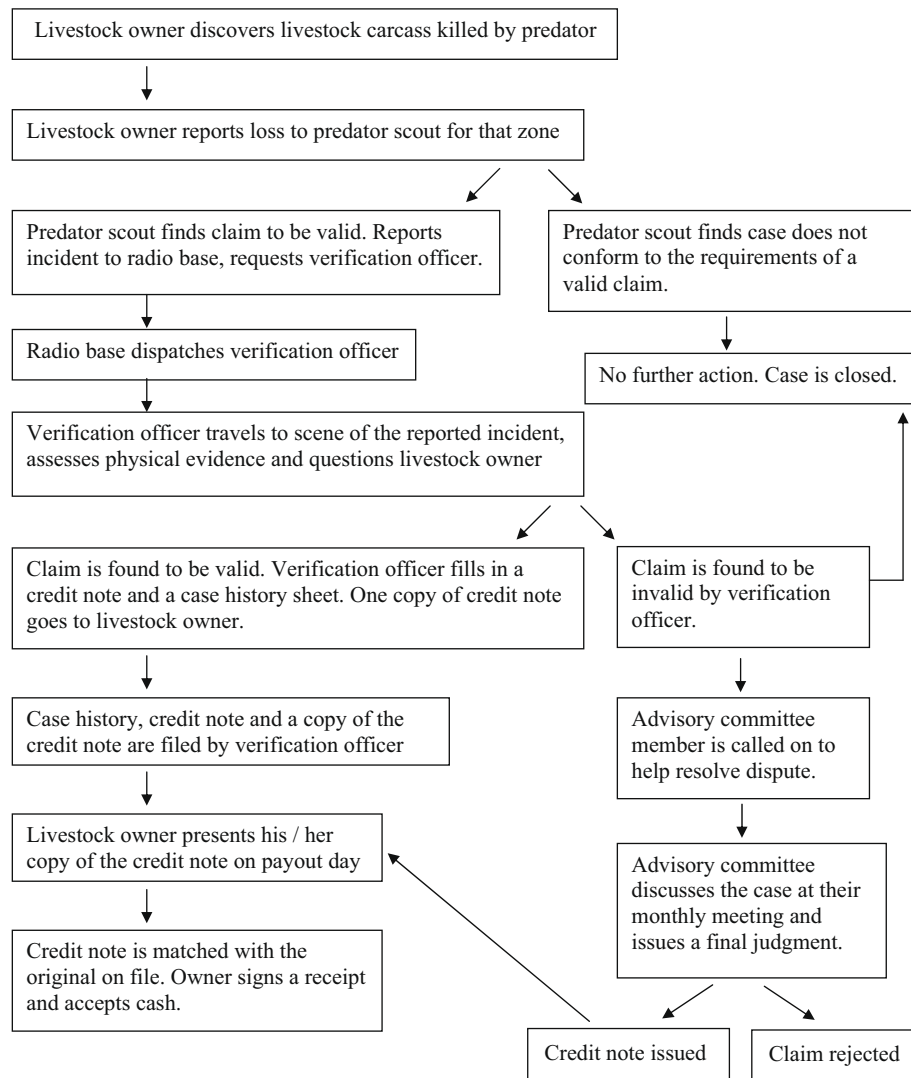 Livestock owner discovers livestock carcass killed by predator
Livestock owner reports loss to predator scout for that zone
Predator scout finds claim to be valid. Reports
incident to radio base, requests verification officer.
Predator scout finds case does not
conform to the requirements of a
valid claim.
Radio base dispatches verification officer
No further action. Case is closed.
Verification officer travels to scene of the reported incident,
assesses physical evidence and questions livestock owner
Claim is found to be valid. Verification officer fills in a
credit note and a case history sheet. One copy of credit note
goes to livestock owner.
Claim is found to be
invalid by verification
officer.
Case history, credit note and a copy of the
credit note are filed by verification officer
Advisory committee
member is called on to
help resolve dispute.
Livestock owner presents his / her
copy of the credit note on payout day
Advisory committee
discusses the case at their
monthly meeting and
issues a final judgment.
Credit note is matched with the
original on file. Owner signs a receipt
and accepts cash.
Credit note issued
Claim rejected